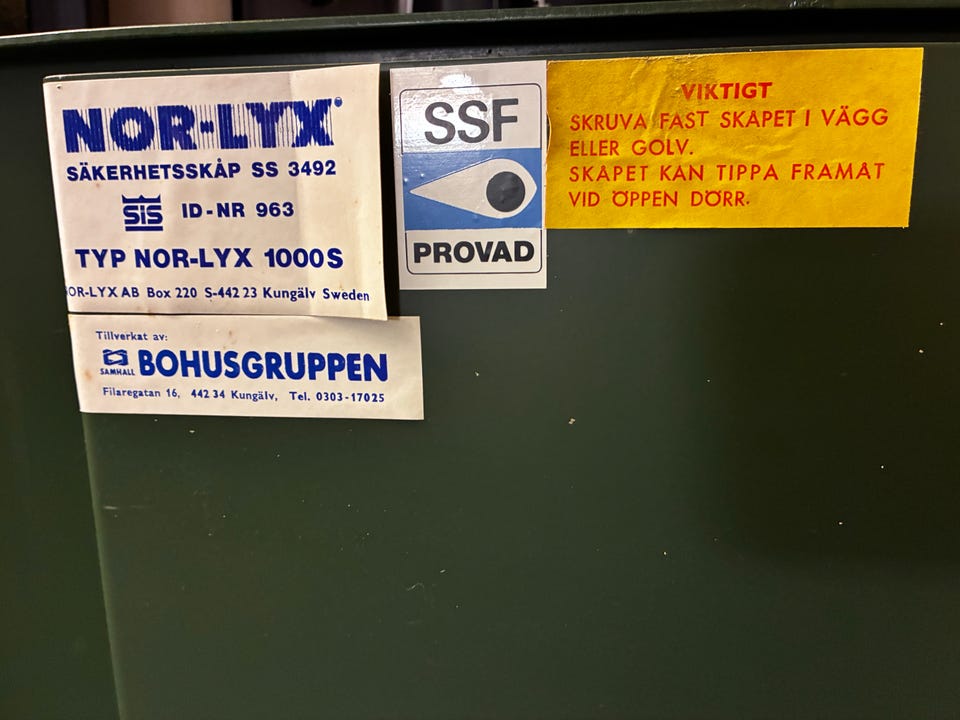 NOR-LYX
SÄKERHETSSKÅP SS 3492
SIS ID-NR 963
TYP NOR-LYX 1000S
OR-LYX AB Box 220 S-442 23 Kungälv Sweden
Tillverkat av:
SAMHALL BOHUSGRUPPEN
Filaregatan 16, 442 34 Kungälv, Tel. 0303-17025
SSF
PROVAD
VIKTIGT
SKRUVA FAST SKÅPET I VÄGG
ELLER GOLV.
SKÅPET KAN TIPPA FRAMÅT
VID ÖPPEN DÖRR.